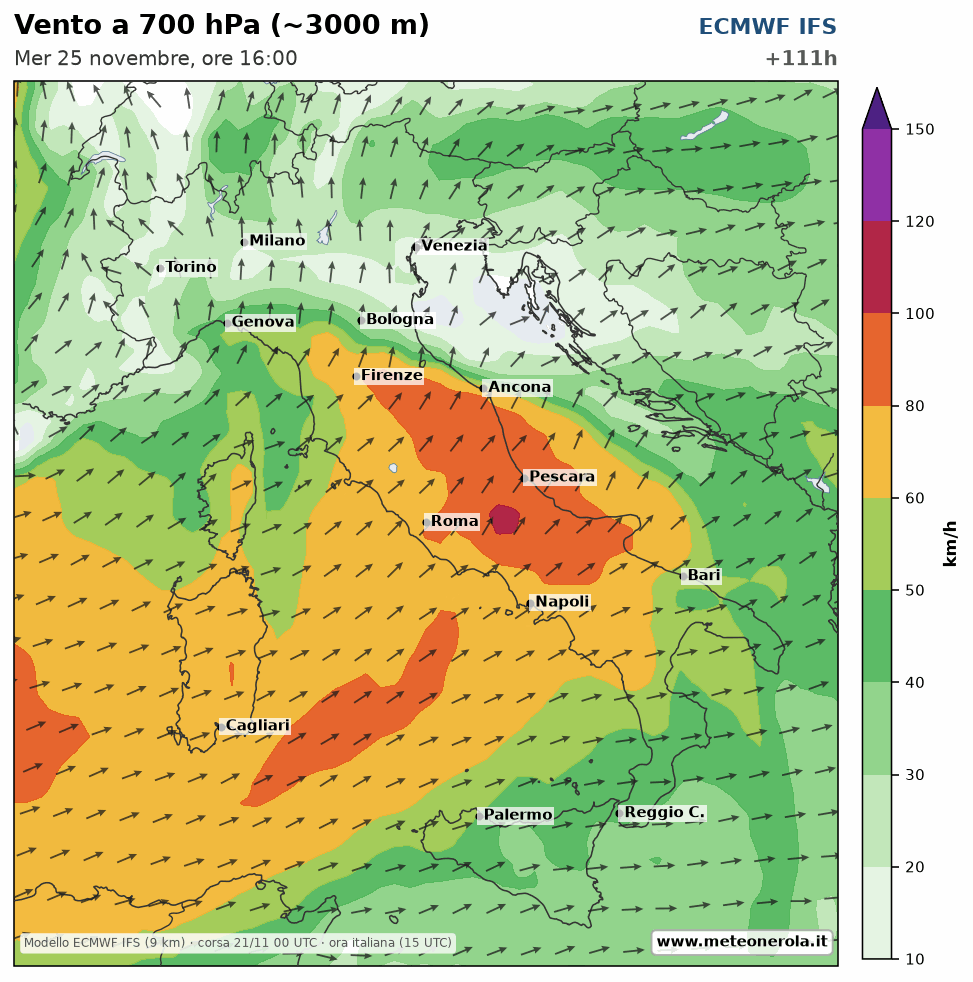 Vento a 700 hPa (~3000 m)
ECMWF IFS
Mer 25 novembre, ore 16:00
+111h
Milano
Venezia
Torino
Genova
Bologna
Firenze
Ancona
Pescara
Roma
Bari
Napoli
Cagliari
Palermo
Reggio C.
150
120
100
80
60
50
40
30
20
10
km/h
Modello ECMWF IFS (9 km) · corsa 21/11 00 UTC · ora italiana (15 UTC)
www.meteonerola.it